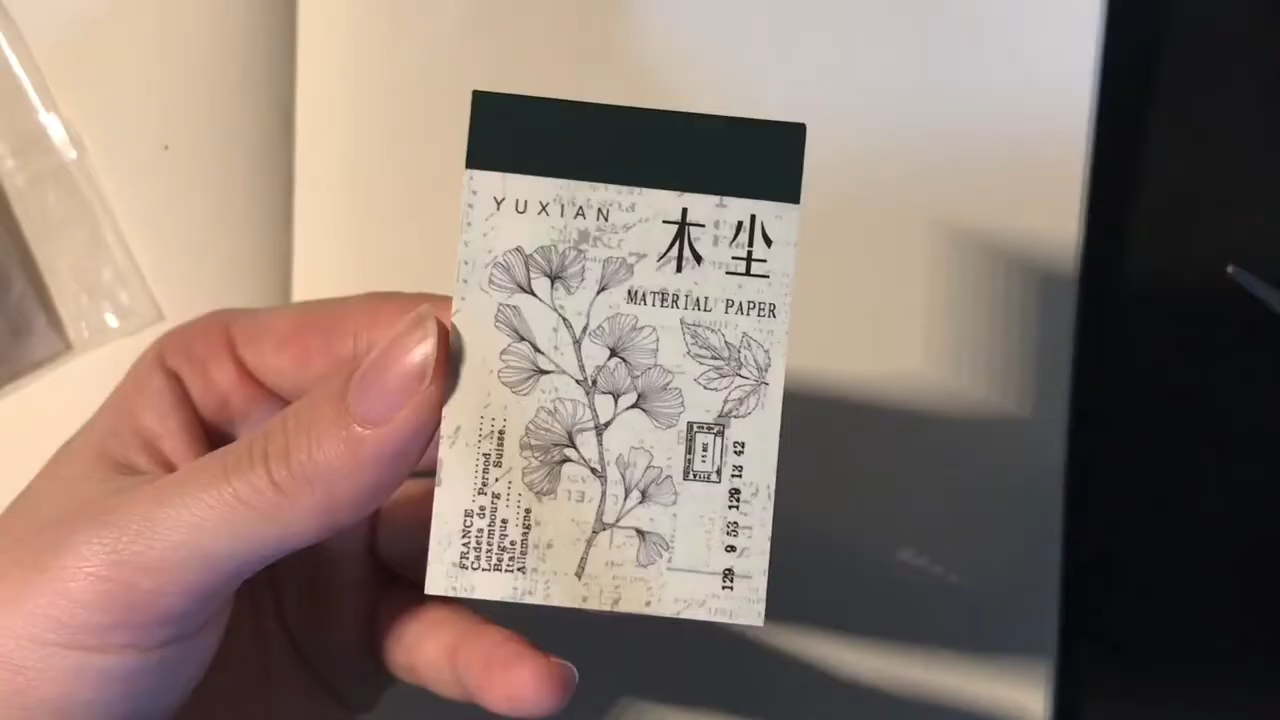 YUXIAN
木尘
MATERIAL PAPER
FRANCE
Cadets de Pernod
Luxembourg - Suisse
Belgique
Italie
Allemagne
129 9 53 129 13 42
211A